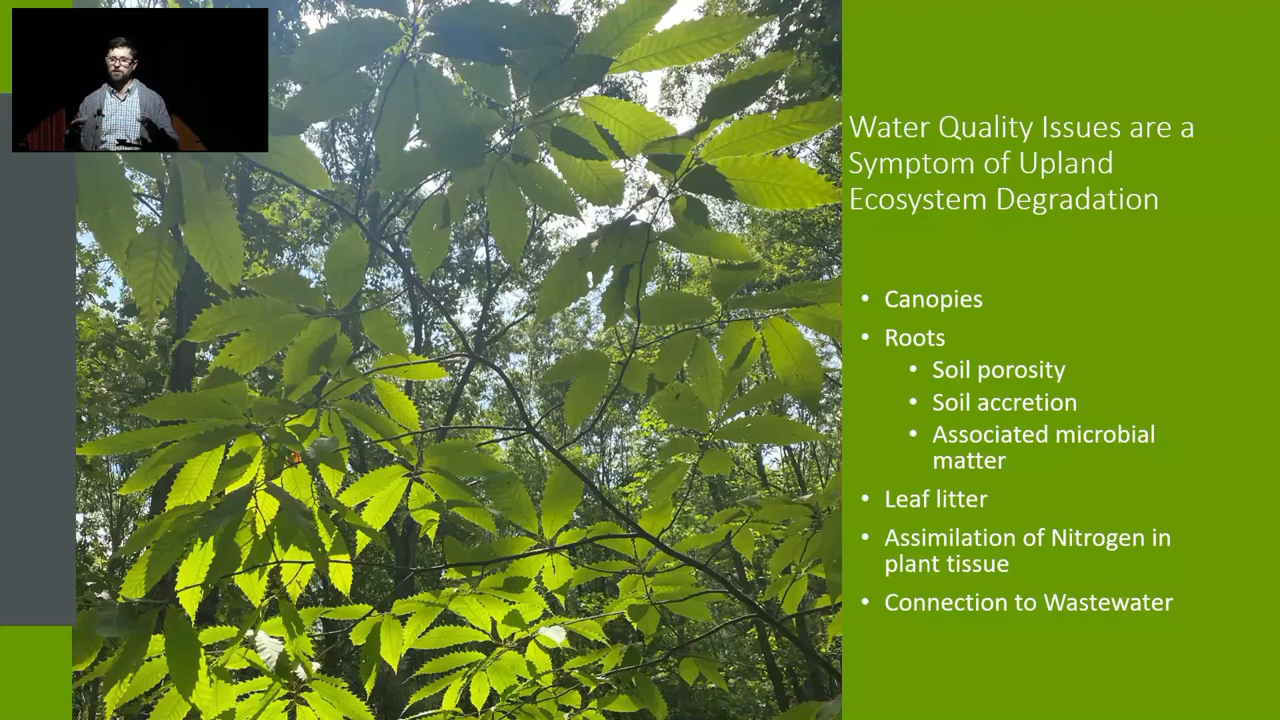 Water Quality Issues are a
Symptom of Upland
Ecosystem Degradation
• Canopies
• Roots
• Soil porosity
• Soil accretion
• Associated microbial
matter
• Leaf litter
• Assimilation of Nitrogen in
plant tissue
• Connection to Wastewater